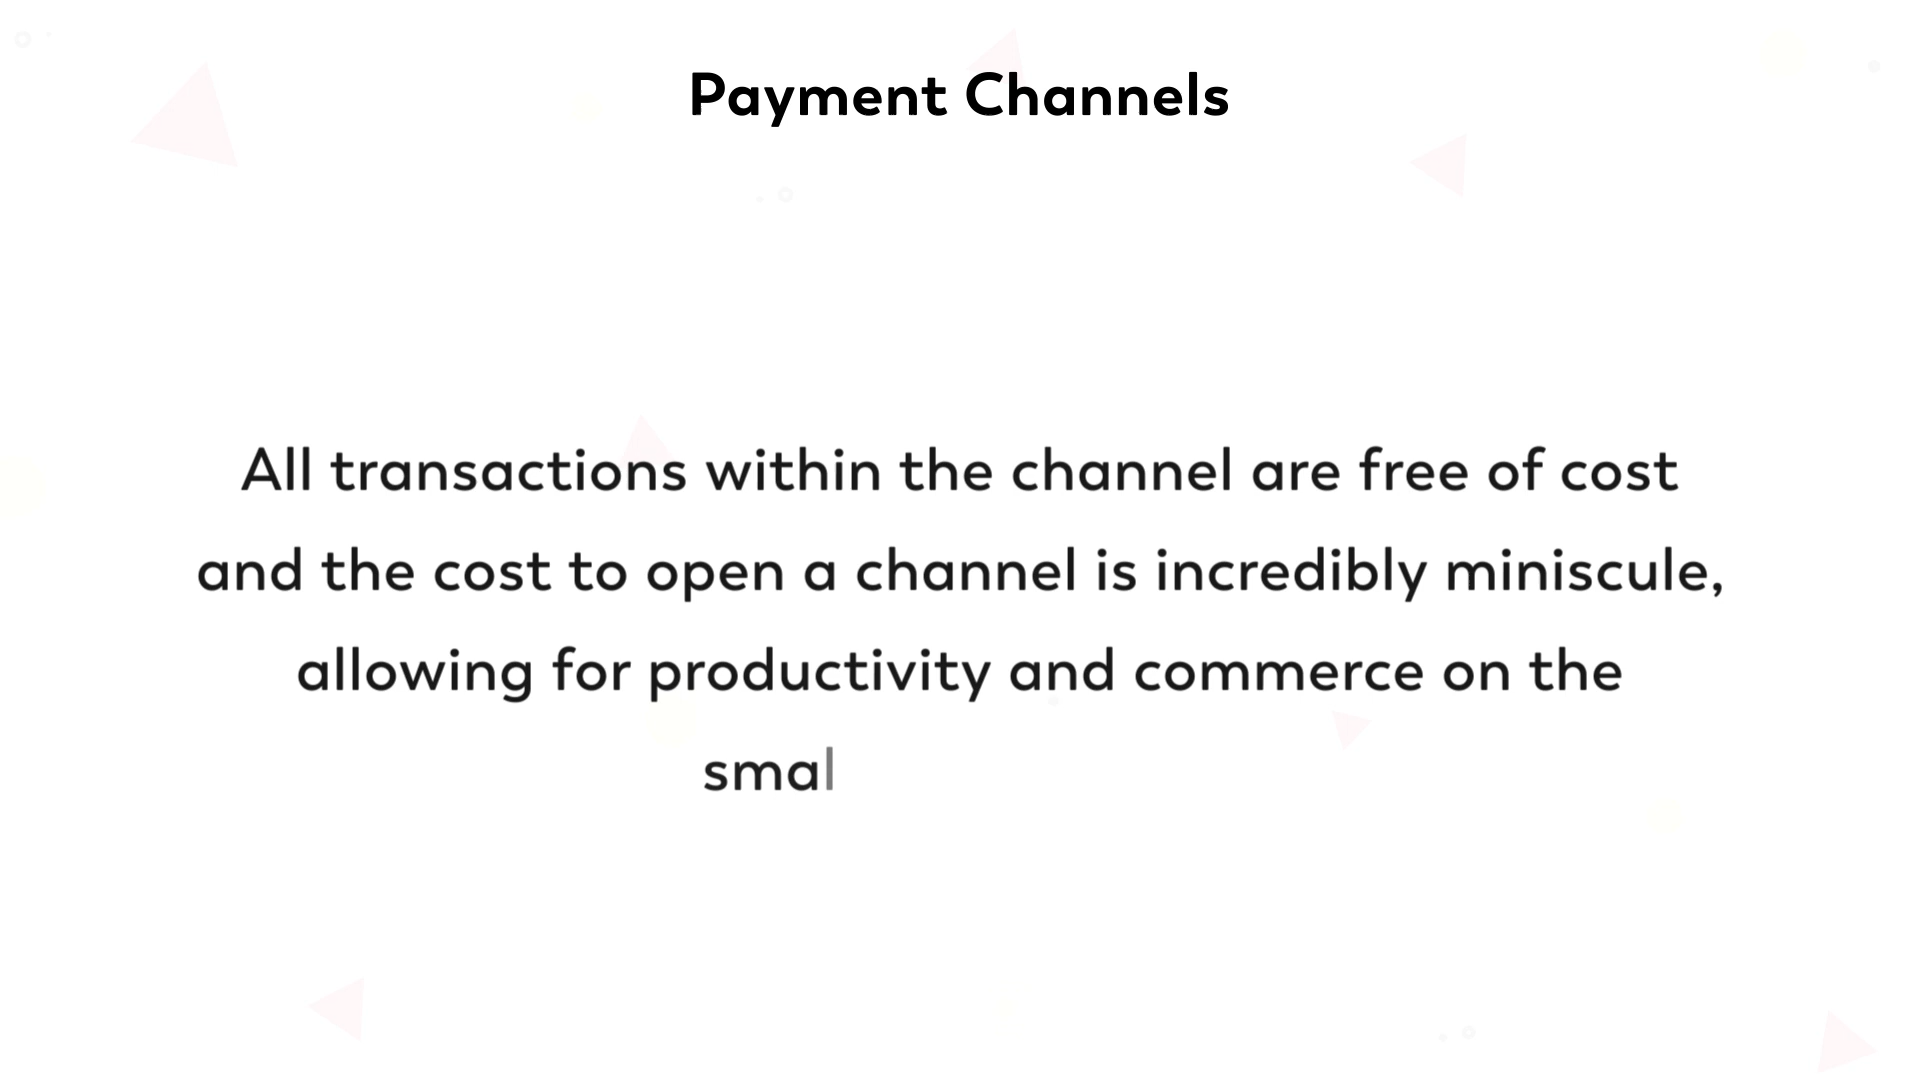 Payment Channels
All transactions within the channel are free of cost
and the cost to open a channel is incredibly miniscule,
allowing for productivity and commerce on the
smal